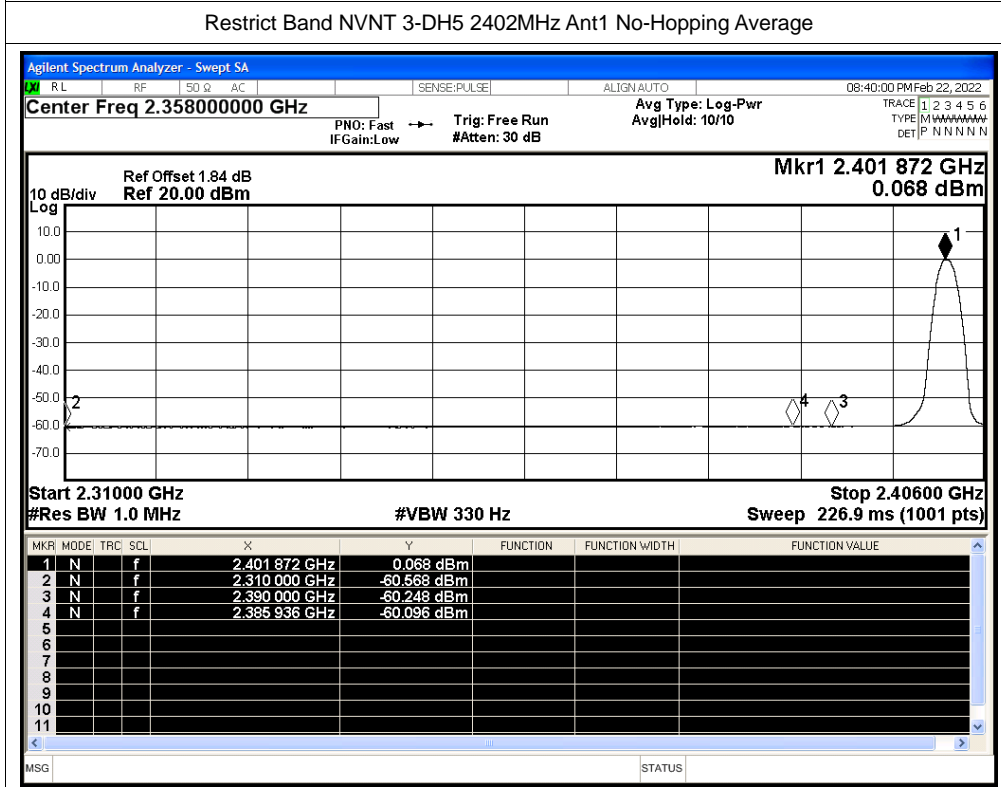 Restrict Band NVNT 3-DH5 2402MHz Ant1 No-Hopping Average
Agilent Spectrum Analyzer - Swept SA
LXI RL RF 50 Ω AC SENSE:PULSE ALIGN AUTO 08:40:00 PM Feb 22, 2022
Center Freq 2.358000000 GHz
PNO: Fast
IFGain:Low
Trig: Free Run
#Atten: 30 dB
Avg Type: Log-Pwr
Avg|Hold: 10/10
TRACE 1 2 3 4 5 6
TYPE M
DET P N N N N N
Mkr1 2.401 872 GHz
0.068 dBm
Ref Offset 1.84 dB
10 dB/div Ref 20.00 dBm
Log
10.0
0.00
-10.0
-20.0
-30.0
-40.0
-50.0
-60.0
-70.0
1
2
4
3
Start 2.31000 GHz Stop 2.40600 GHz
#Res BW 1.0 MHz #VBW 330 Hz Sweep 226.9 ms (1001 pts)
MKR MODE TRC SCL X Y FUNCTION FUNCTION WIDTH FUNCTION VALUE
1 N f 2.401 872 GHz 0.068 dBm
2 N f 2.310 000 GHz -60.568 dBm
3 N f 2.390 000 GHz -60.248 dBm
4 N f 2.385 936 GHz -60.096 dBm
5
6
7
8
9
10
11
MSG STATUS